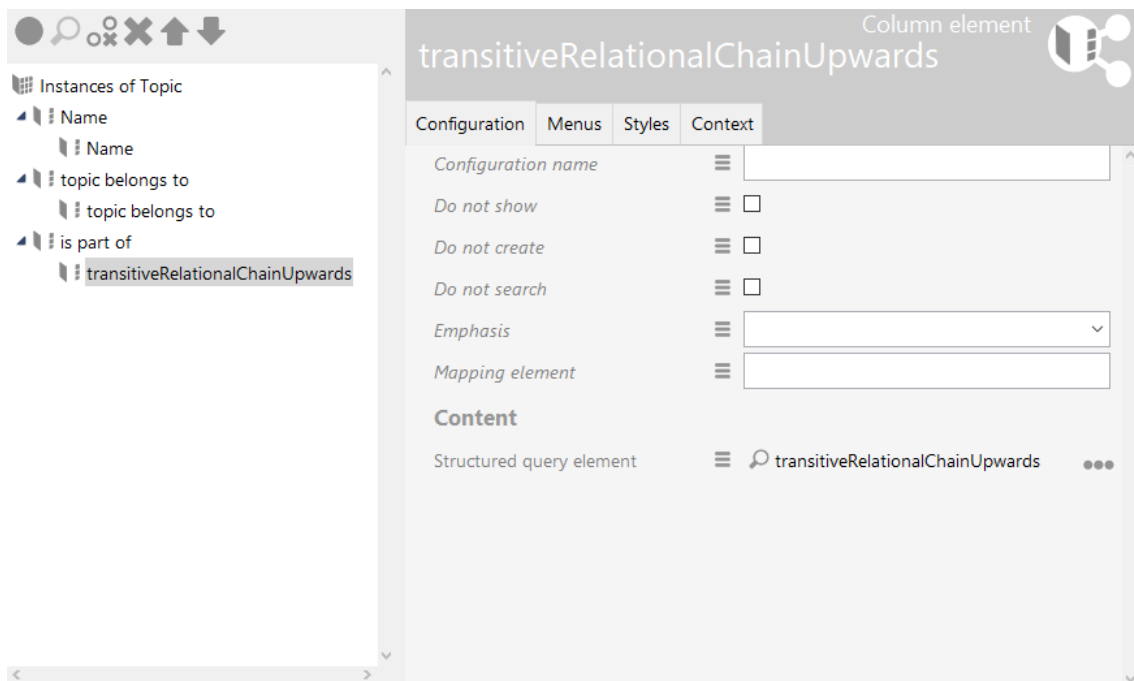 Instances of Topic
Name
Name
topic belongs to
topic belongs to
is part of
transitiveRelationalChainUpwards
Column element
transitiveRelationalChainUpwards
Configuration Menus Styles Context
Configuration name
Do not show
Do not create
Do not search
Emphasis
Mapping element
Content
Structured query element transitiveRelationalChainUpwards